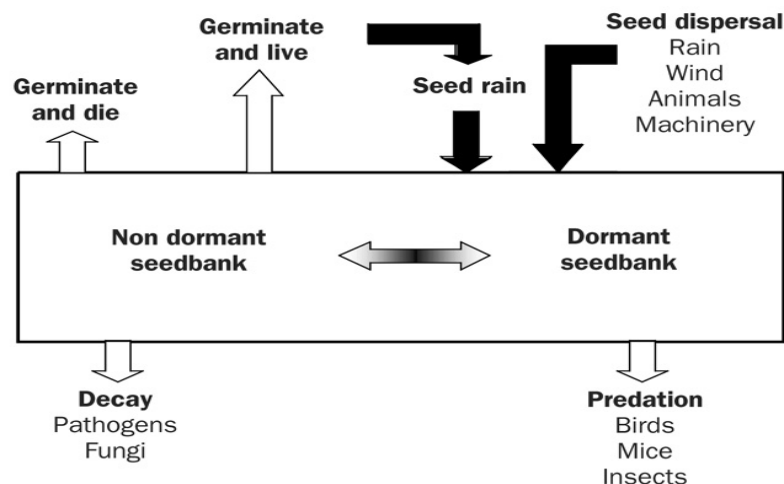 Germinate
and live
Seed dispersal
Rain
Wind
Animals
Machinery
Germinate
and die
Seed rain
Non dormant
seedbank
Dormant
seedbank
Decay
Pathogens
Fungi
Predation
Birds
Mice
Insects